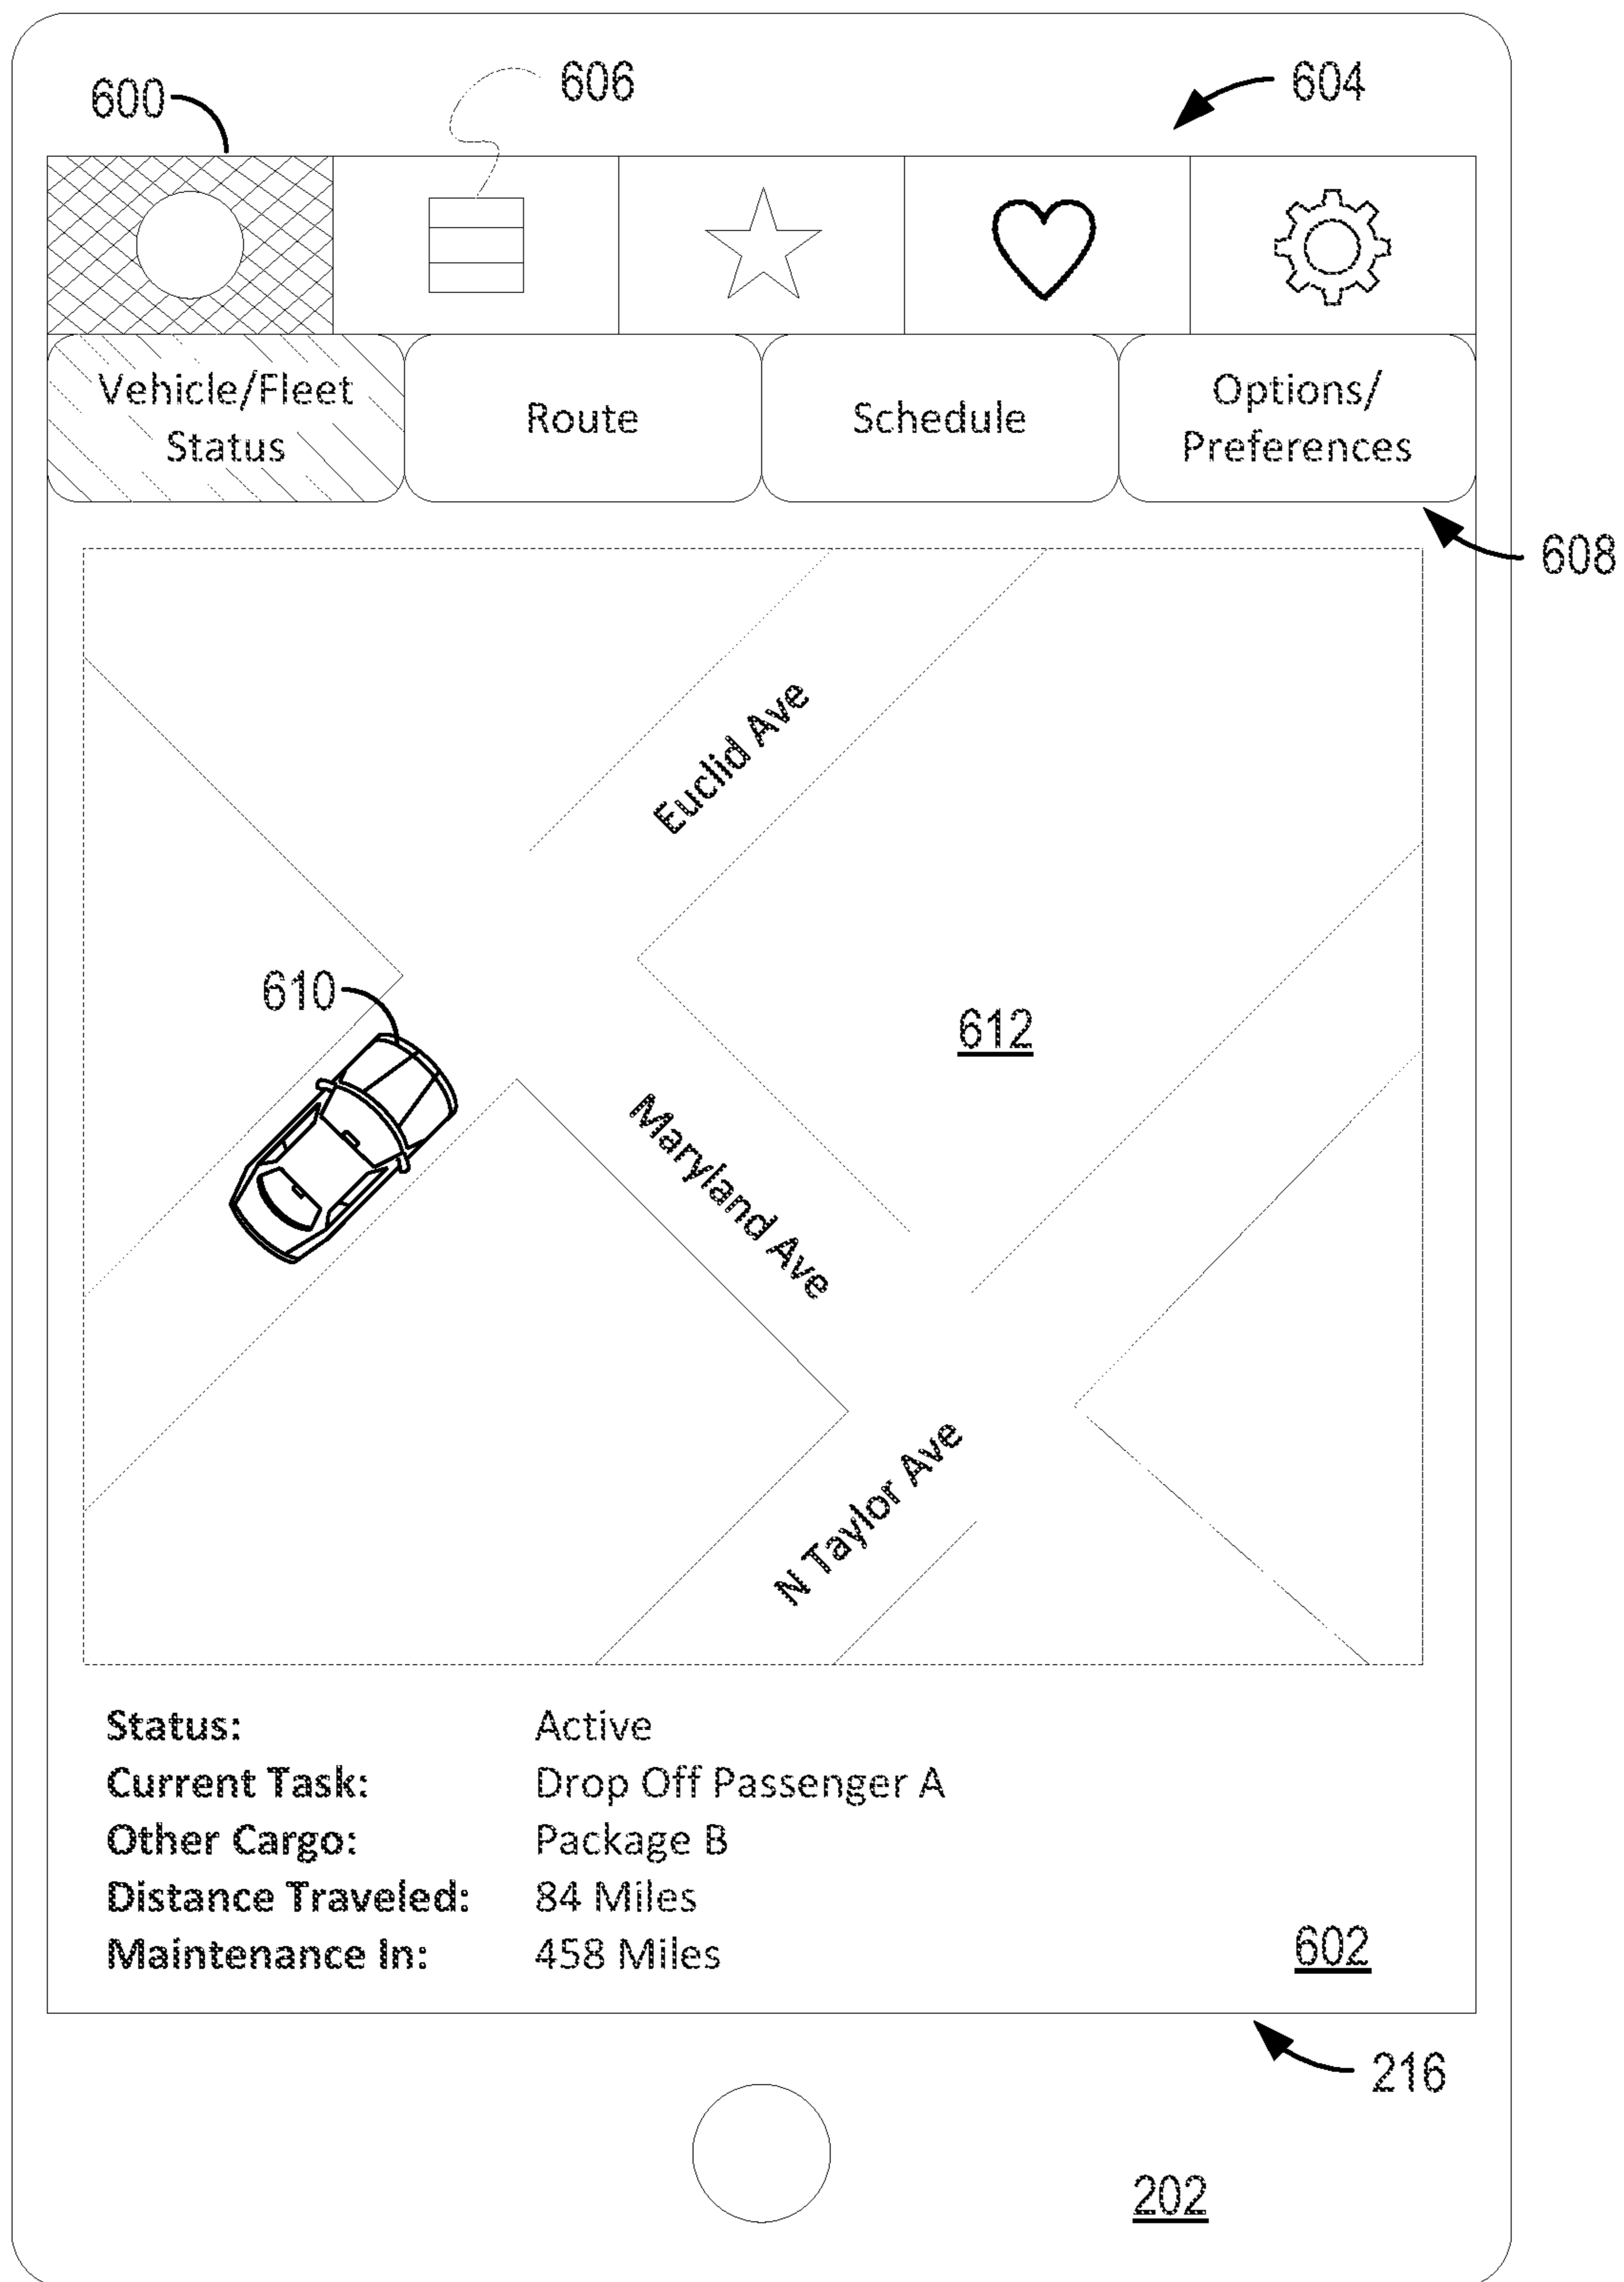 600
606
604
Vehicle/Fleet
Status
Route
Schedule
Options/
Preferences
608
Euclid Ave
610
612
Maryland Ave
N Taylor Ave
Status: Active
Current Task: Drop Off Passenger A
Other Cargo: Package B
Distance Traveled: 84 Miles
Maintenance In: 458 Miles
602
216
202